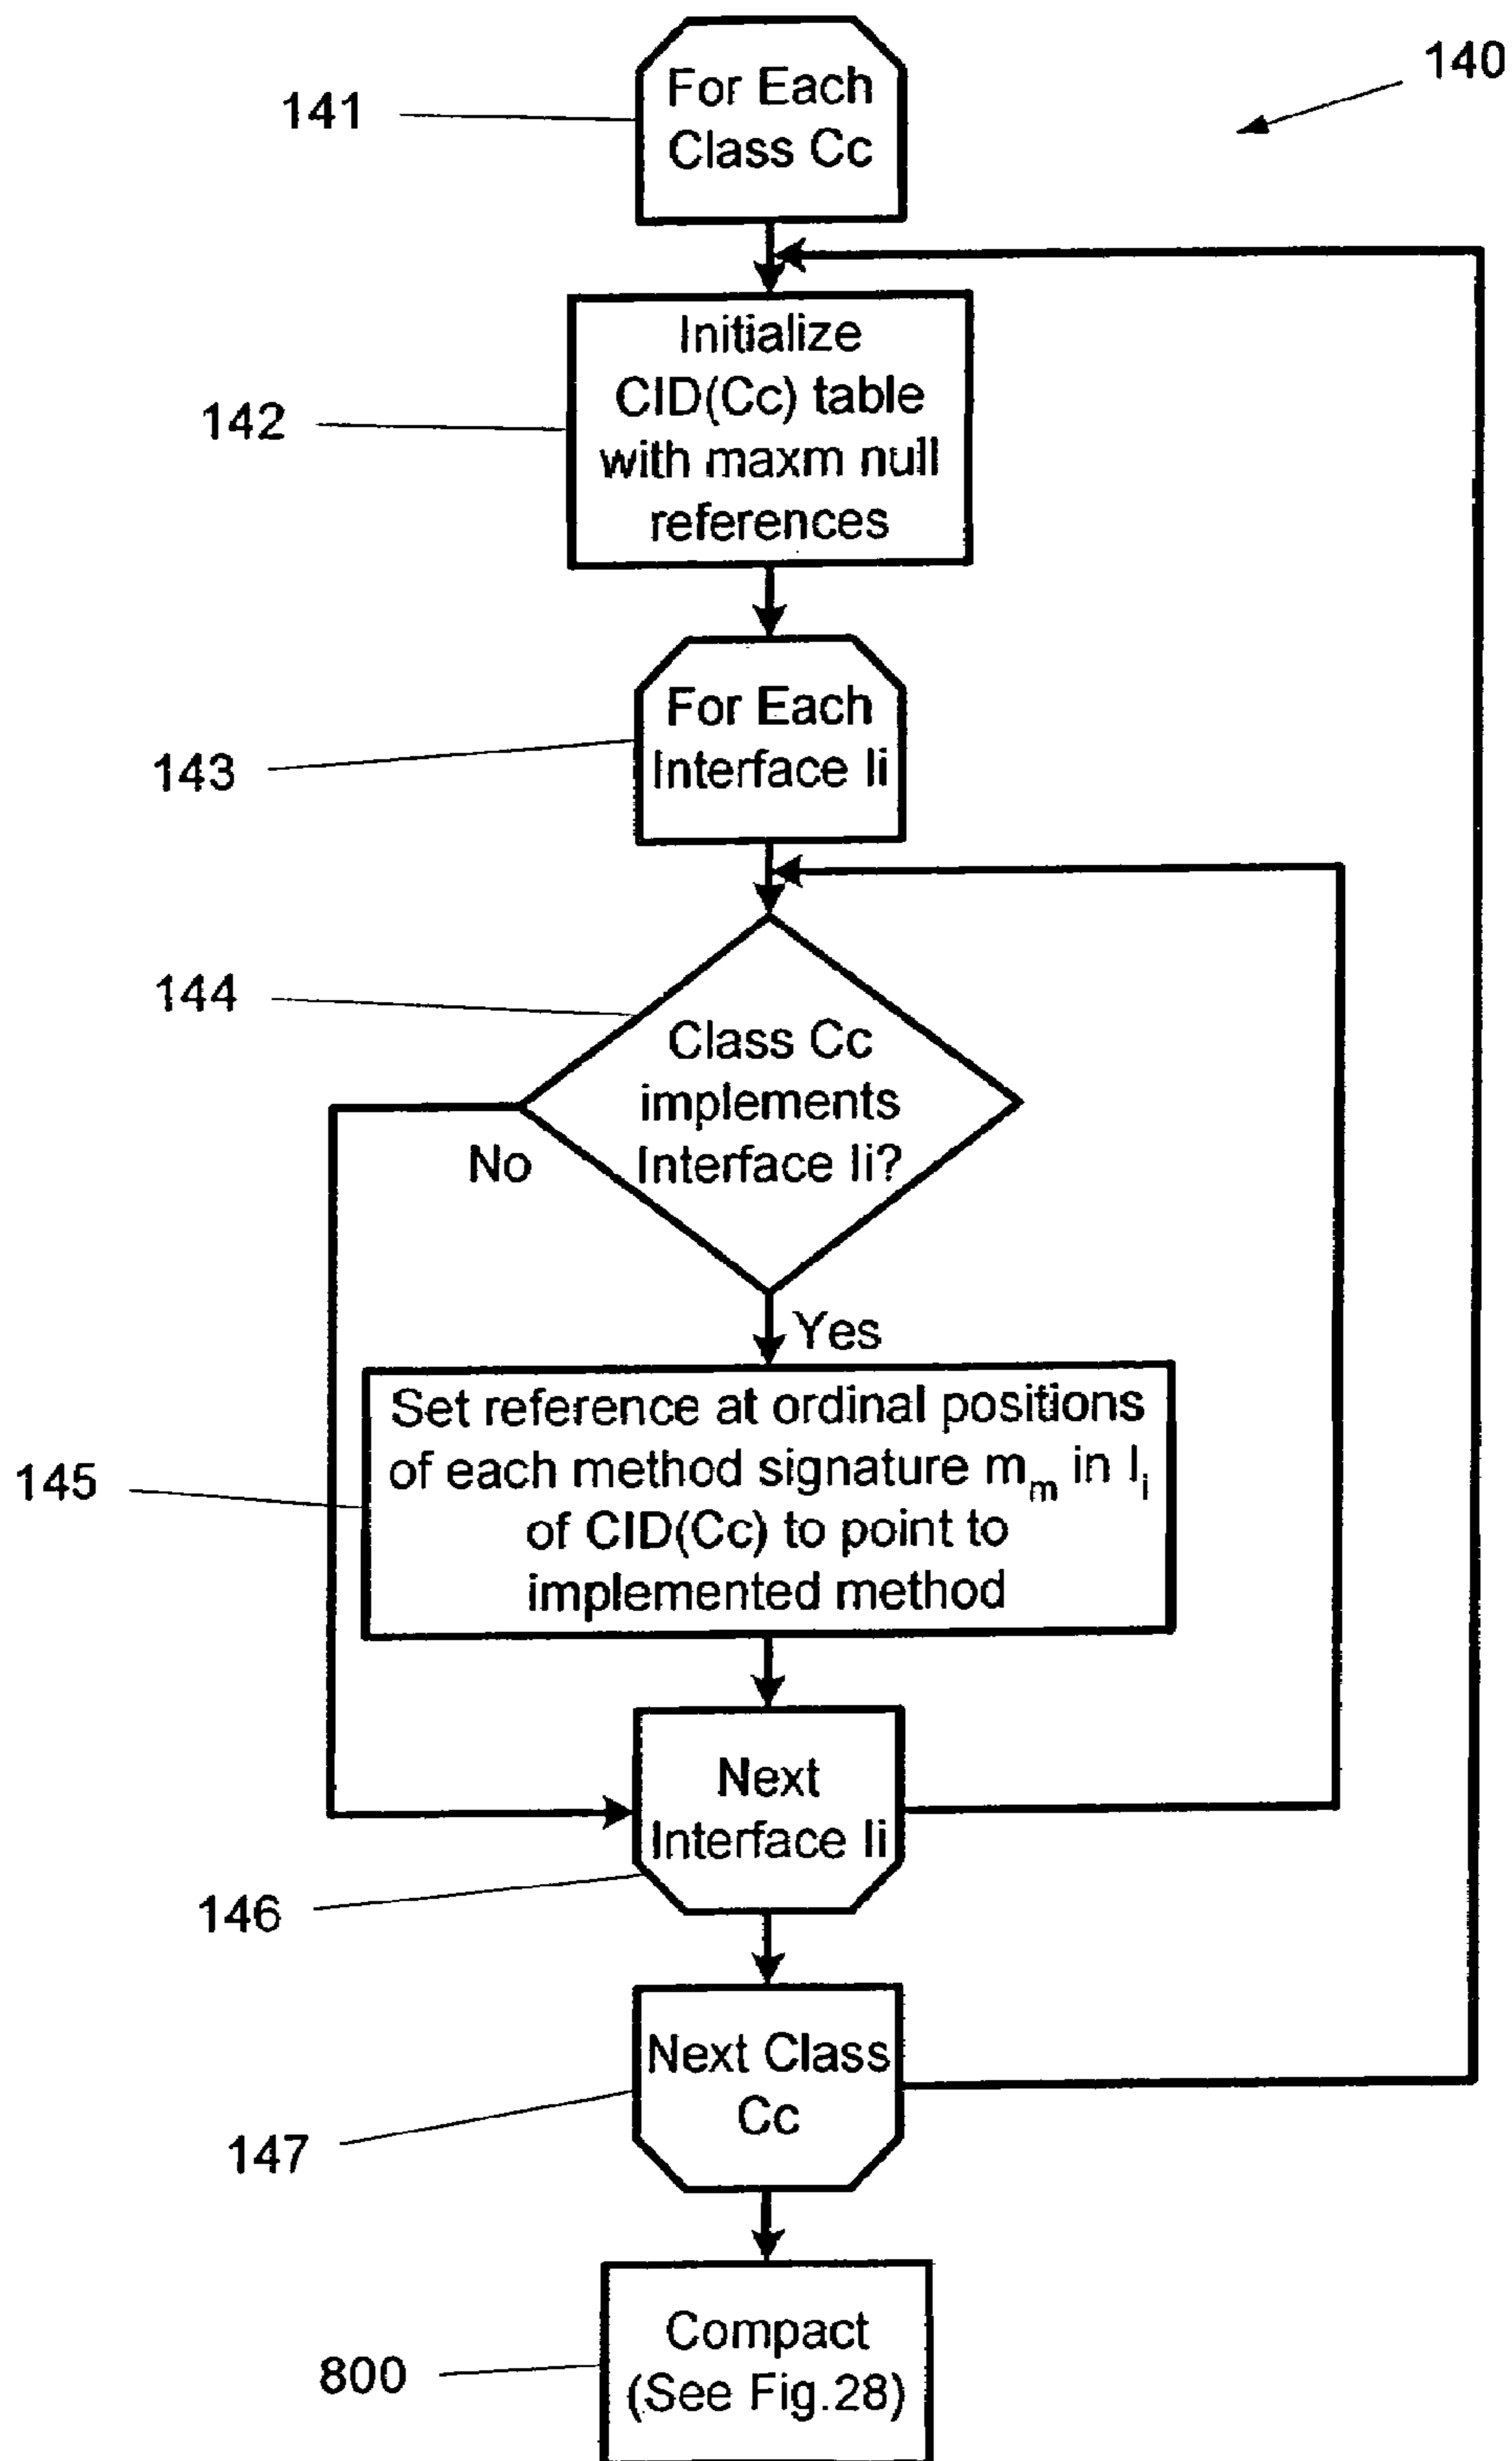 140
141
For Each
Class Cc
142
Initialize
CID(Cc) table
with maxm null
references
143
For Each
Interface Ii
144
Class Cc
implements
Interface Ii?
No
Yes
145
Set reference at ordinal positions
of each method signature mm in Ii
of CID(Cc) to point to
implemented method
Next
Interface Ii
146
Next Class
Cc
147
800
Compact
(See Fig.28)